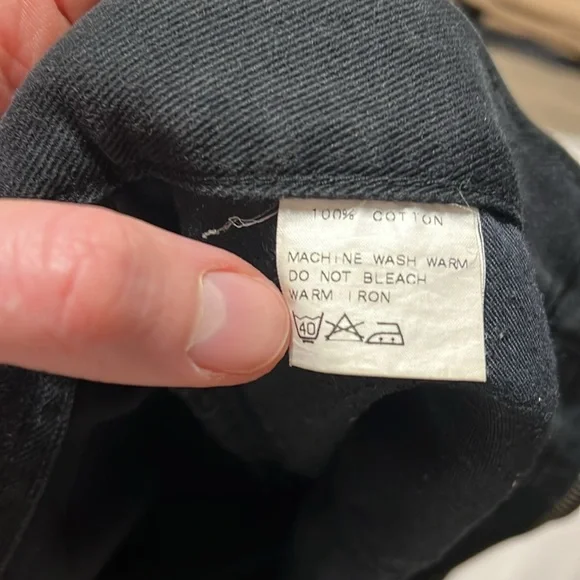 100% COTTON
MACHINE WASH WARM
DO NOT BLEACH
WARM IRON
40